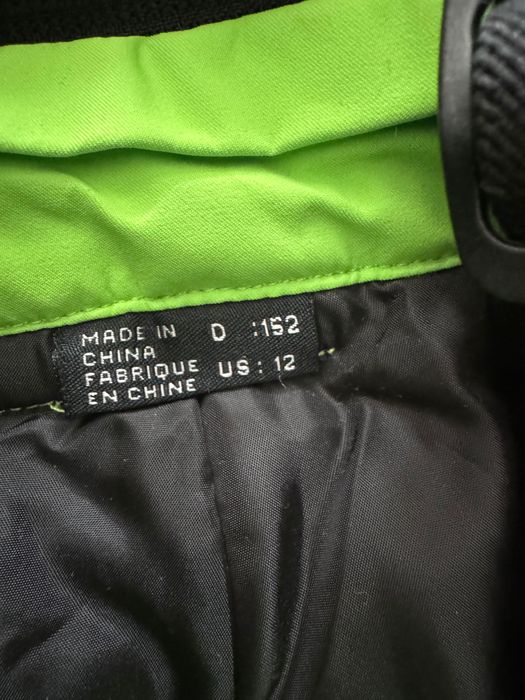 MADE IN
CHINA
FABRIQUE
EN CHINE
D :152
US: 12